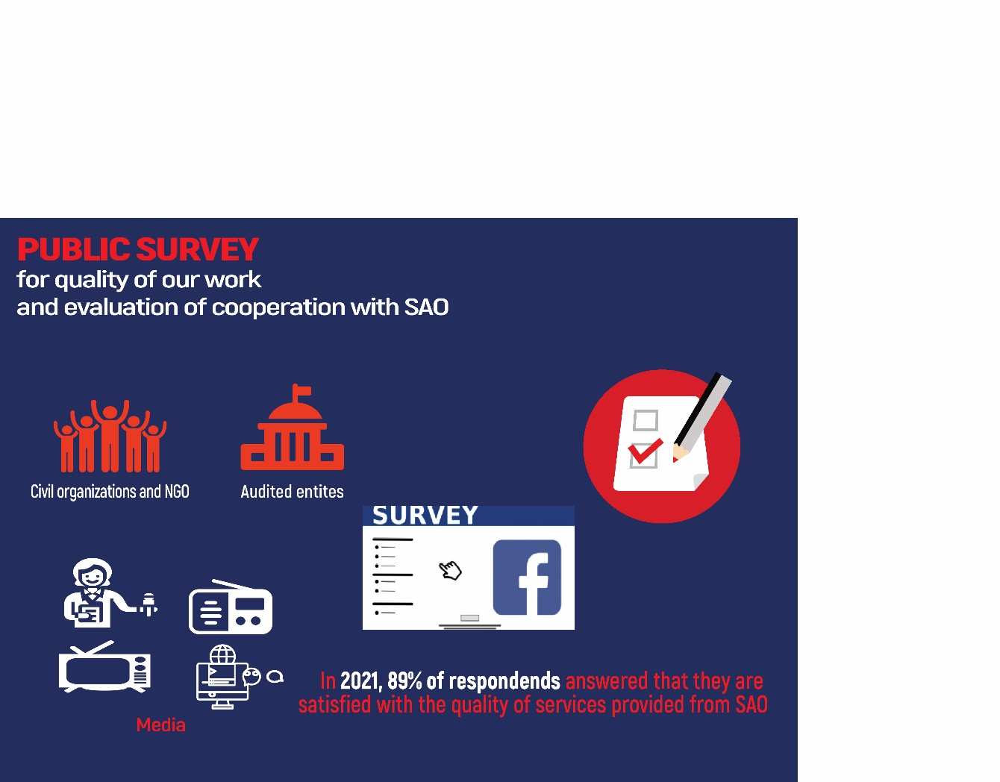 PUBLIC SURVEY
for quality of our work
and evaluation of cooperation with SAO
Civil organizations and NGO
Audited entites
SURVEY
f
Media
In 2021, 89% of respondends answered that they are
satisfied with the quality of services provided from SAO